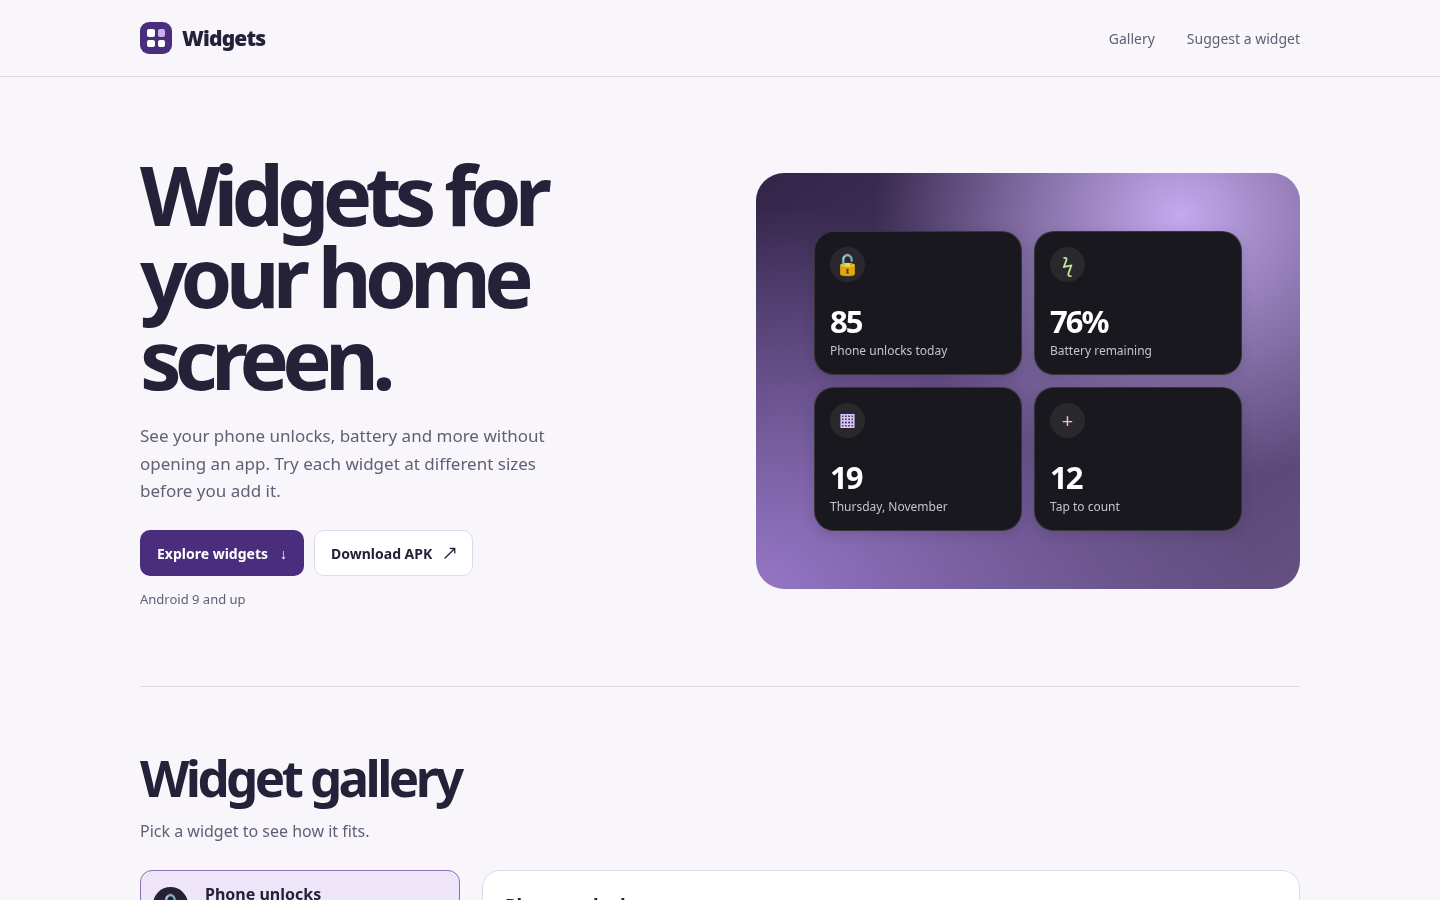 Widgets
Gallery
Suggest a widget
Widgets for
your home
screen.
See your phone unlocks, battery and more without
opening an app. Try each widget at different sizes
before you add it.
Explore widgets ↓
Download APK ↗
Android 9 and up
85
Phone unlocks today
76%
Battery remaining
19
Thursday, November
+
12
Tap to count
Widget gallery
Pick a widget to see how it fits.
Phone unlocks